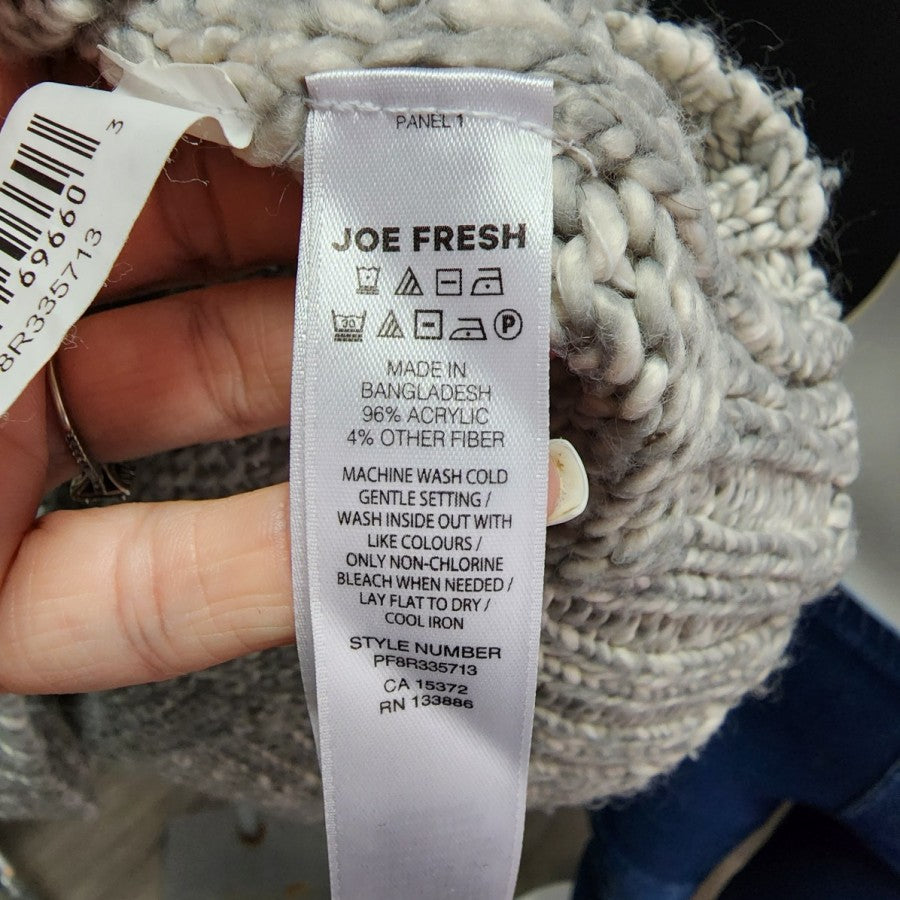 3
69660
8R335713
PANEL 1
JOE FRESH
30
P
MADE IN
BANGLADESH
96% ACRYLIC
4% OTHER FIBER
MACHINE WASH COLD
GENTLE SETTING /
WASH INSIDE OUT WITH
LIKE COLOURS /
ONLY NON-CHLORINE
BLEACH WHEN NEEDED /
LAY FLAT TO DRY /
COOL IRON
STYLE NUMBER
PF8R335713
CA 15372
RN 133886